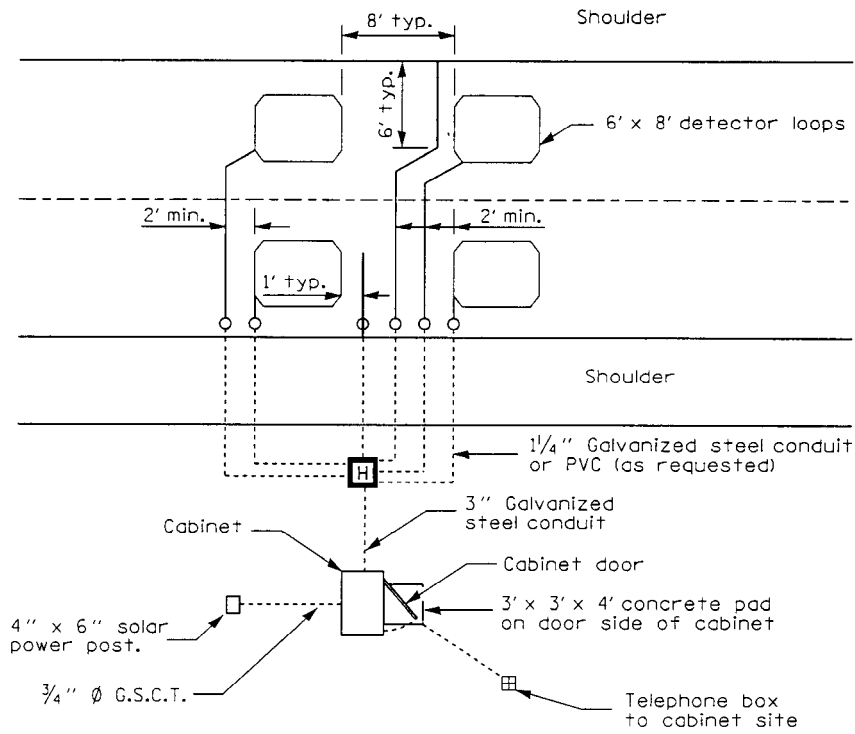 8' typ.
Shoulder
6' typ.
6' x 8' detector loops
2' min.
2' min.
1' typ.
Shoulder
1 1/4" Galvanized steel conduit
or PVC (as requested)
H
3" Galvanized
steel conduit
Cabinet
Cabinet door
3' x 3' x 4' concrete pad
on door side of cabinet
4" x 6" solar
power post.
3/4" Ø G.S.C.T.
Telephone box
to cabinet site